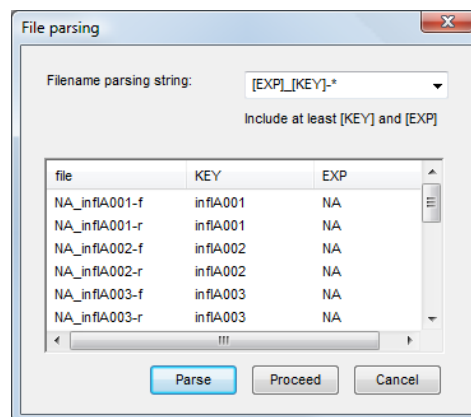 File parsing
Filename parsing string: [EXP]_[KEY]-*
Include at least [KEY] and [EXP]
file KEY EXP
NA_inflA001-f inflA001 NA
NA_inflA001-r inflA001 NA
NA_inflA002-f inflA002 NA
NA_inflA002-r inflA002 NA
NA_inflA003-f inflA003 NA
NA_inflA003-r inflA003 NA
Parse Proceed Cancel